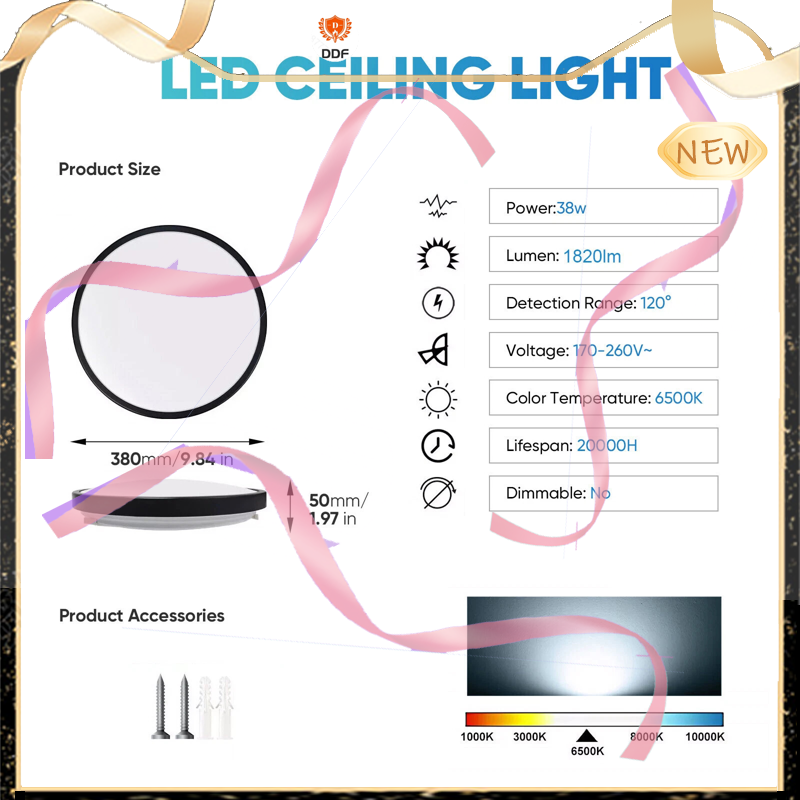 D
DDF
LED CEILING LIGHT
NEW
Product Size
Power:38w
Lumen: 1820lm
Detection Range: 120°
Voltage: 170-260V~
Color Temperature: 6500K
Lifespan: 20000H
Dimmable: No
380mm/9.84 in
50mm/
1.97 in
Product Accessories
1000K 3000K 8000K 10000K
6500K